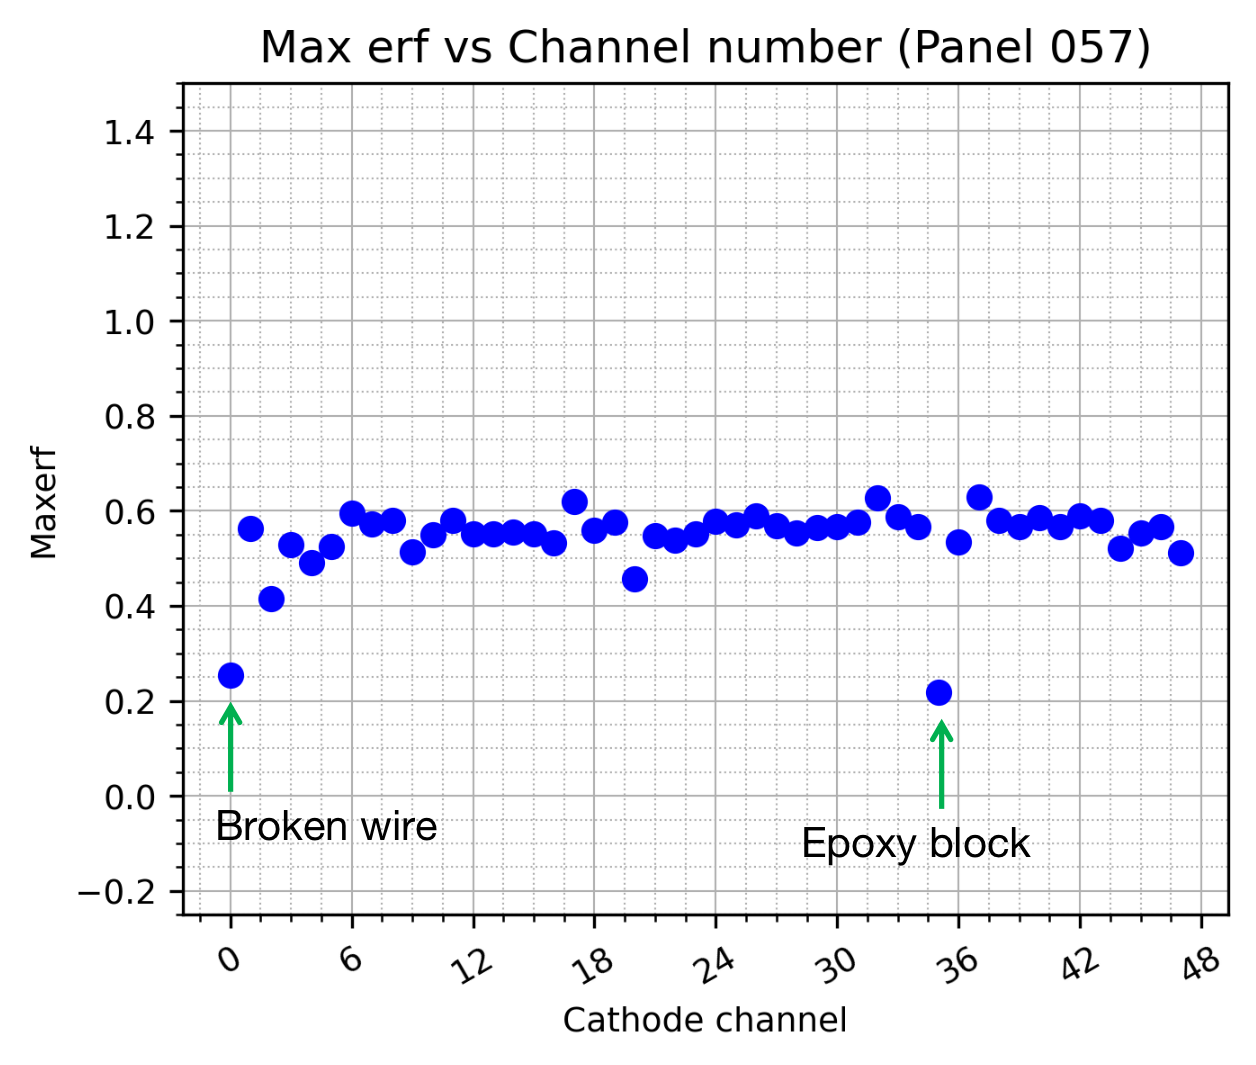 Max erf vs Channel number (Panel 057)
1.4
1.2
1.0
0.8
0.6
0.4
0.2
0.0
−0.2
Maxerf
Broken wire
Epoxy block
0 6 12 18 24 30 36 42 48
Cathode channel